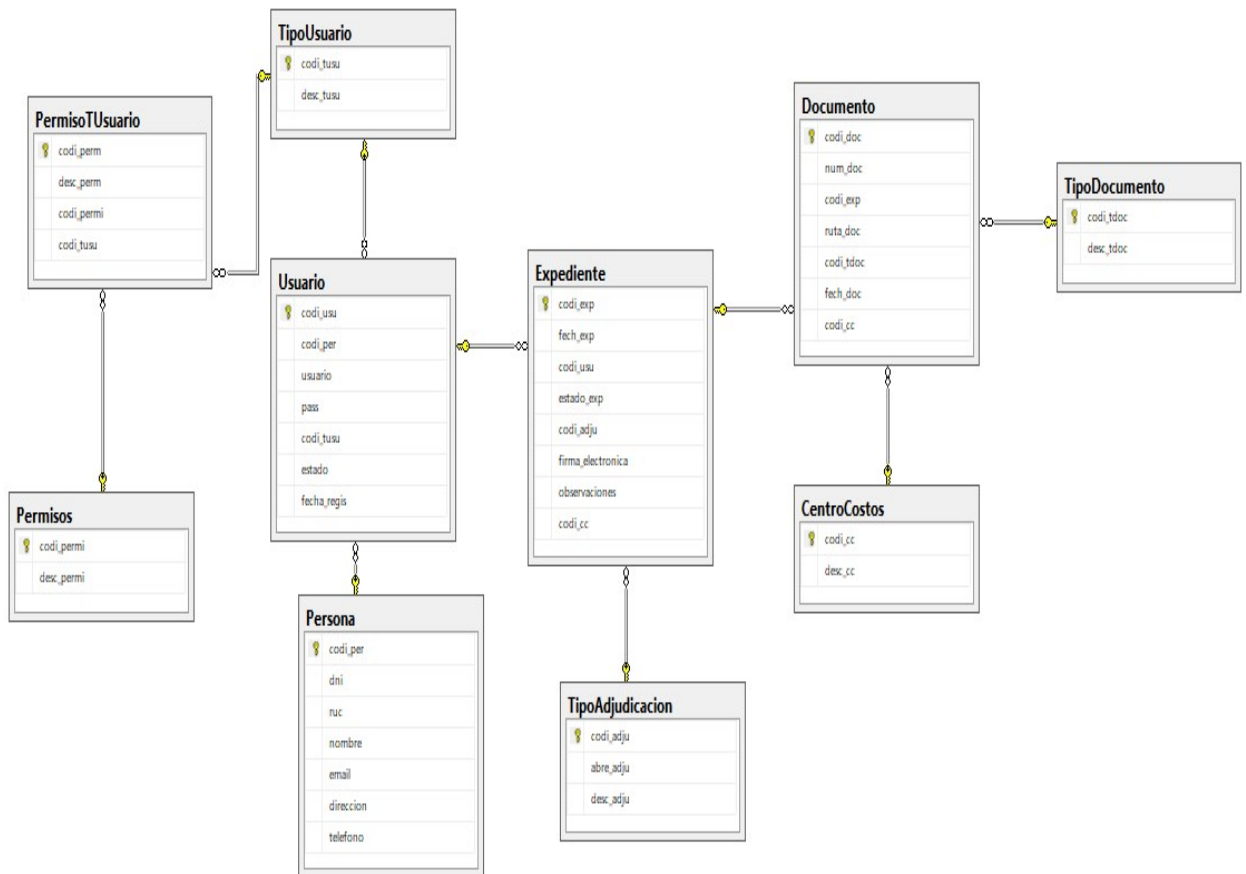 TipoUsuario
codi_tusu
desc_tusu
PermisoTUsuario
codi_perm
desc_perm
codi_permi
codi_tusu
Permisos
codi_permi
desc_permi
Usuario
codi_usu
codi_per
usuario
pass
codi_tusu
estado
fecha_regis
Persona
codi_per
dni
ruc
nombre
email
direccion
telefono
Expediente
codi_exp
fech_exp
codi_usu
estado_exp
codi_adju
firma_electronica
observaciones
codi_cc
TipoAdjudicacion
codi_adju
abre_adju
desc_adju
Documento
codi_doc
num_doc
codi_exp
ruta_doc
codi_tdoc
fech_doc
codi_cc
TipoDocumento
codi_tdoc
desc_tdoc
CentroCostos
codi_cc
desc_cc